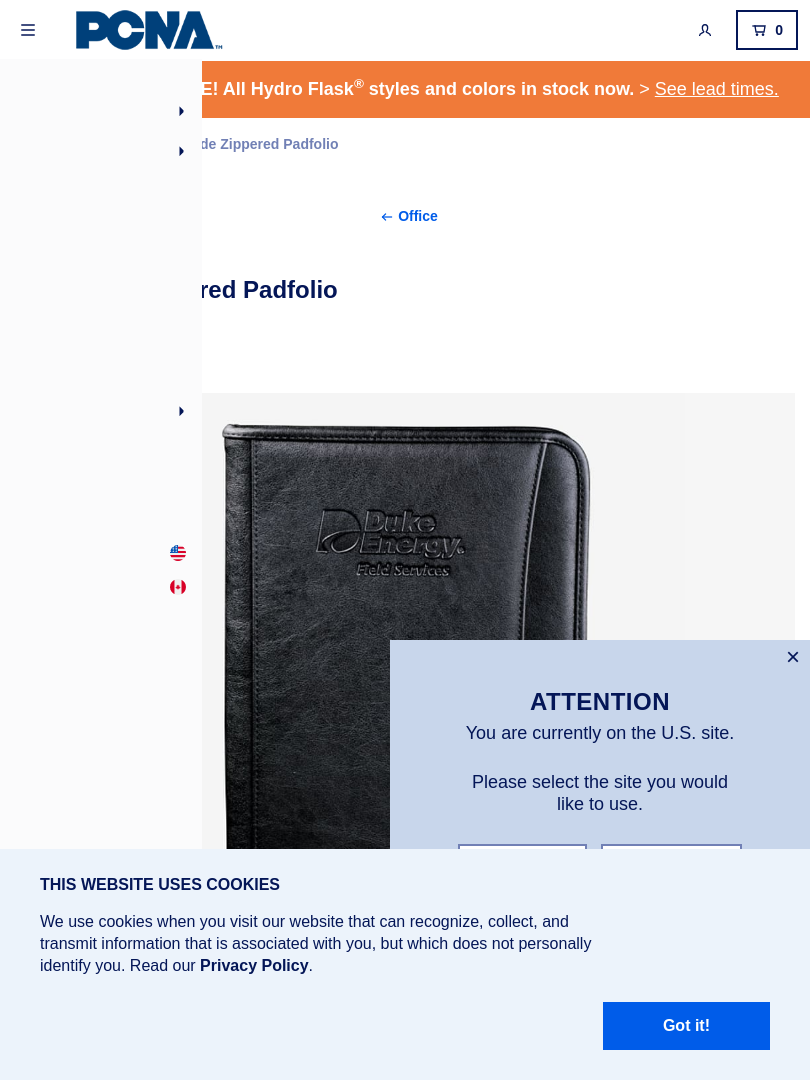 PCNA™
0
E! All Hydro Flask® styles and colors in stock now. > See lead times.
de Zippered Padfolio
← Office
red Padfolio
Duke
Energy®
Field Services
×
ATTENTION
You are currently on the U.S. site.
Please select the site you would
like to use.
THIS WEBSITE USES COOKIES
We use cookies when you visit our website that can recognize, collect, and
transmit information that is associated with you, but which does not personally
identify you. Read our Privacy Policy.
Got it!